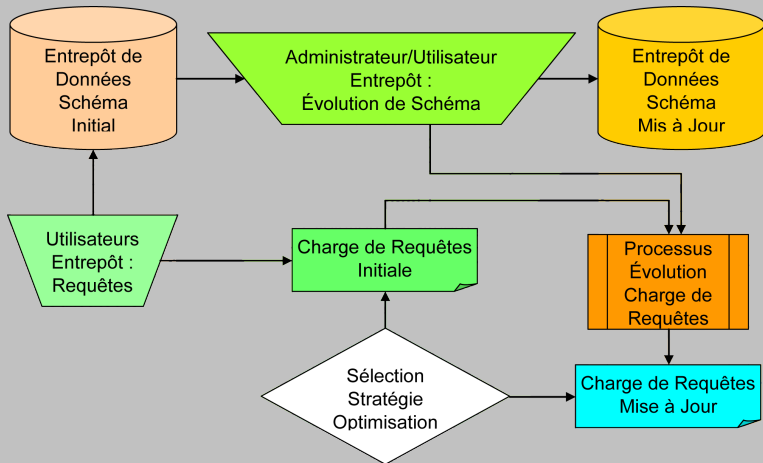 Entrepôt de
Données
Schéma
Initial
Administrateur/Utilisateur
Entrepôt :
Évolution de Schéma
Entrepôt de
Données
Schéma
Mis à Jour
Utilisateurs
Entrepôt :
Requêtes
Charge de Requêtes
Initiale
Processus
Évolution
Charge de
Requêtes
Sélection
Stratégie
Optimisation
Charge de Requêtes
Mise à Jour